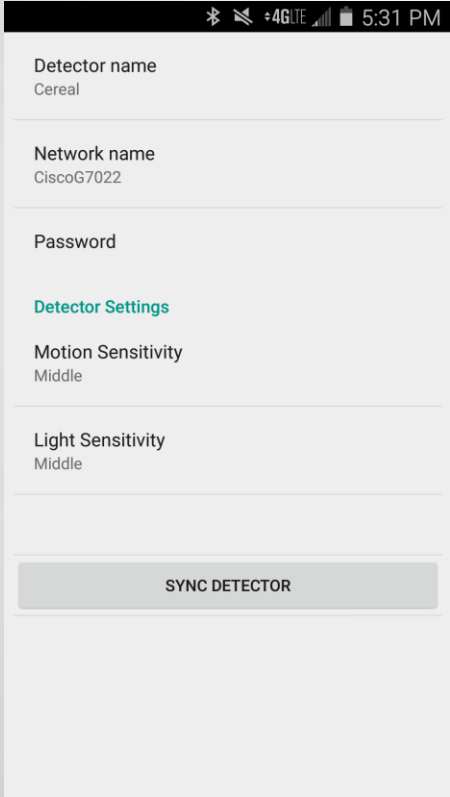 4G LTE 5:31 PM
Detector name
Cereal
Network name
CiscoG7022
Password
Detector Settings
Motion Sensitivity
Middle
Light Sensitivity
Middle
SYNC DETECTOR